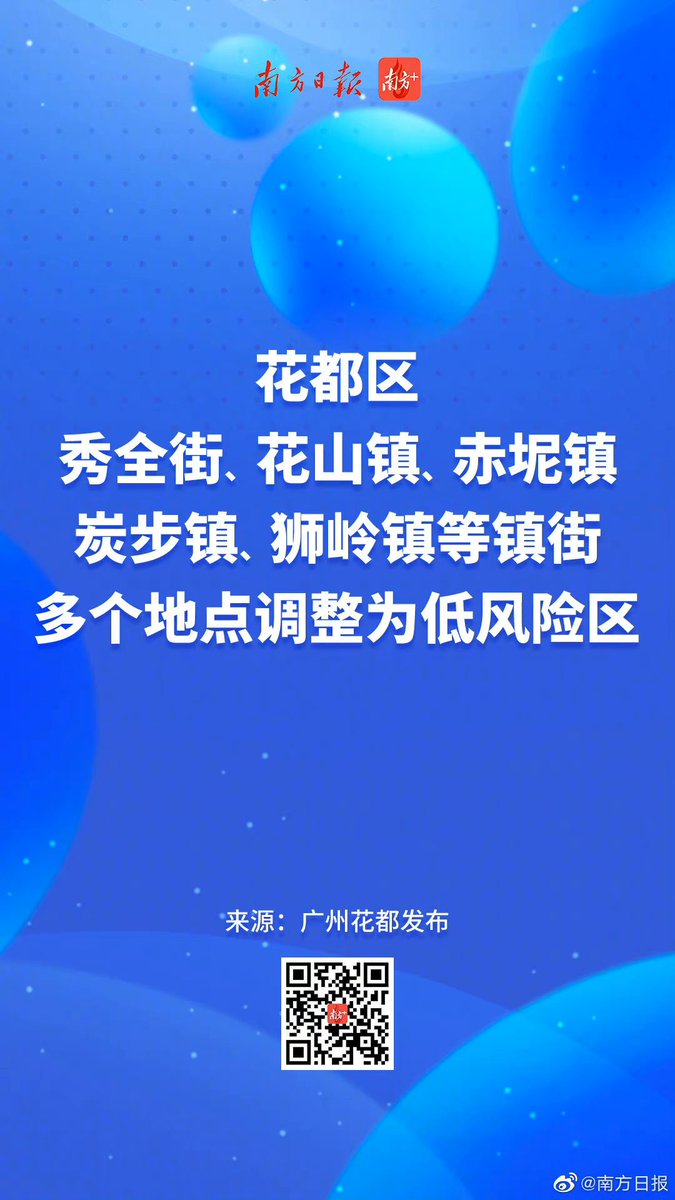 南方日报 南方+
花都区
秀全街、花山镇、赤坭镇
炭步镇、狮岭镇等镇街
多个地点调整为低风险区
来源：广州花都发布
南方+
@南方日报